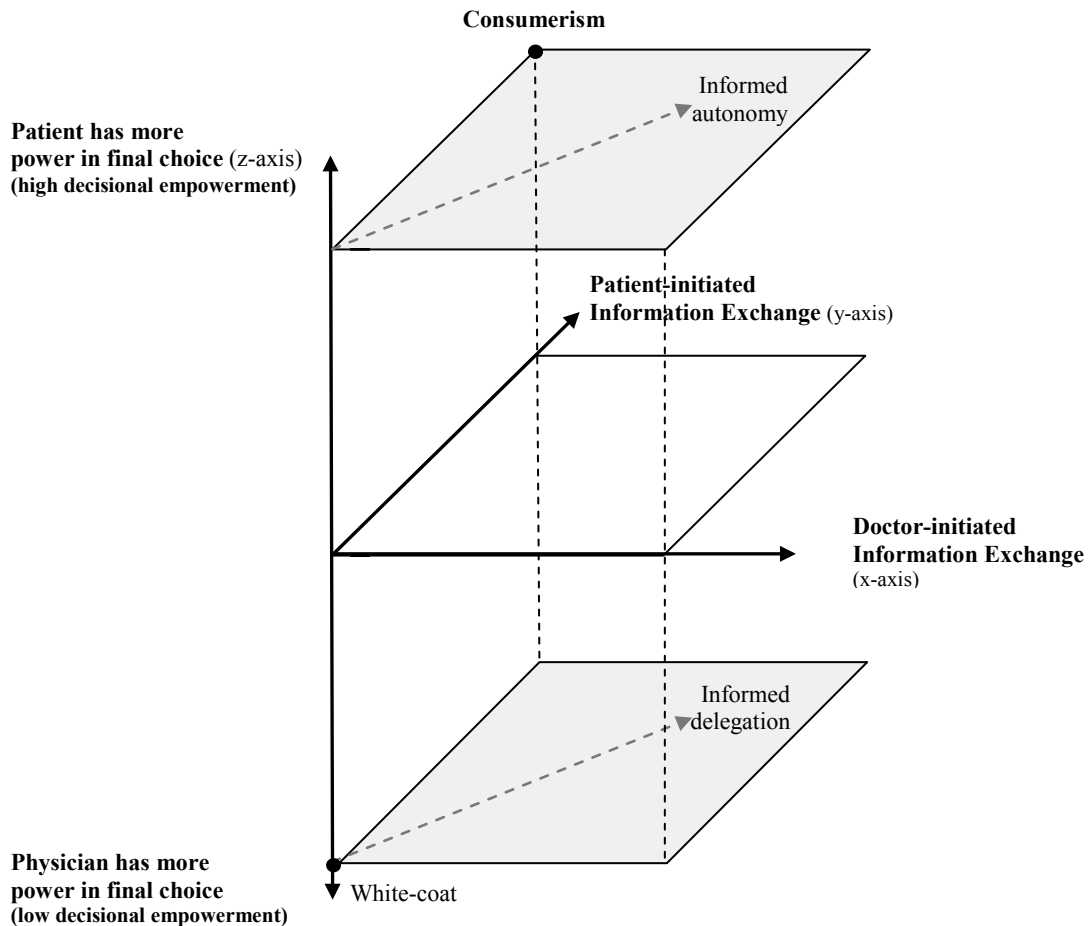 Consumerism
Informed
autonomy
Patient has more
power in final choice (z-axis)
(high decisional empowerment)
Patient-initiated
Information Exchange (y-axis)
Doctor-initiated
Information Exchange
(x-axis)
Informed
delegation
Physician has more
power in final choice
(low decisional empowerment)
White-coat